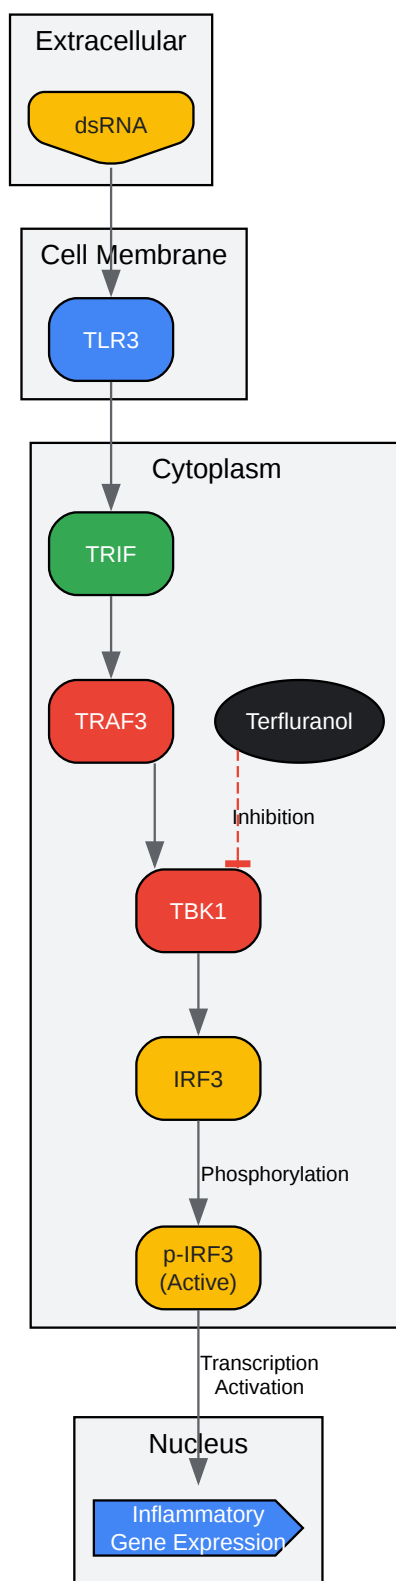 Extracellular
dsRNA
Cell Membrane
TLR3
Cytoplasm
TRIF
TRAF3
Terfluranol
Inhibition
TBK1
IRF3
Phosphorylation
p-IRF3
(Active)
Transcription
Activation
Nucleus
Inflammatory
Gene Expression